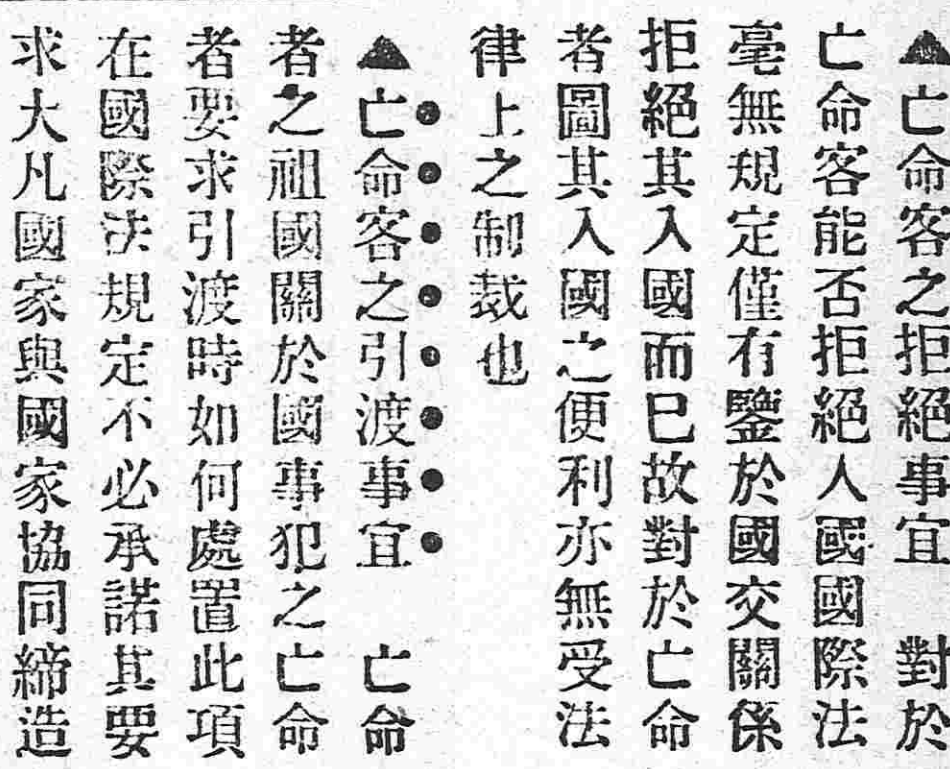 ▲亡命客之拒絕事宜　對於
亡命客能否拒絕人國國際法
毫無規定僅有鑒於國交關係
拒絕其入國而已故對於亡命
者圖其入國之便利亦無受法
律上之制裁也
▲亡命客之引渡事宜　亡命
者之祖國關於國事犯之亡命
者要求引渡時如何處置此項
在國際法規定不必承諾其要
求大凡國家與國家協同締造